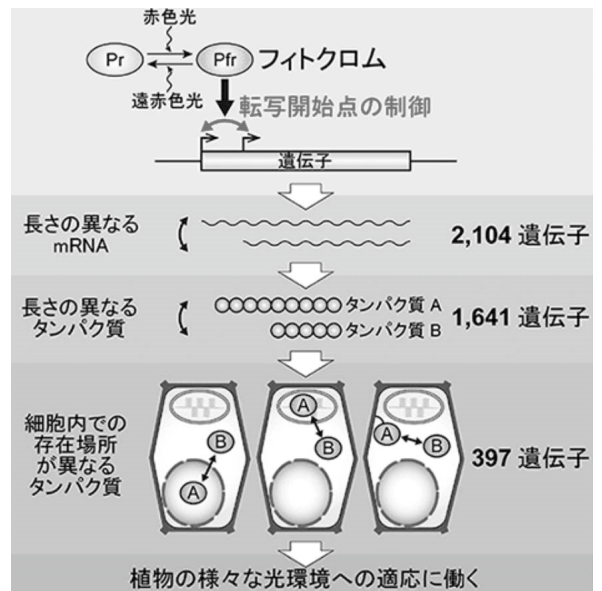 赤色光
Pr
Pfr
フィトクロム
遠赤色光
転写開始点の制御
遺伝子
長さの異なる
mRNA
2,104 遺伝子
長さの異なる
タンパク質
タンパク質 A
タンパク質 B
1,641 遺伝子
細胞内での
存在場所
が異なる
タンパク質
A
B
A
B
A
B
397 遺伝子
植物の様々な光環境への適応に働く